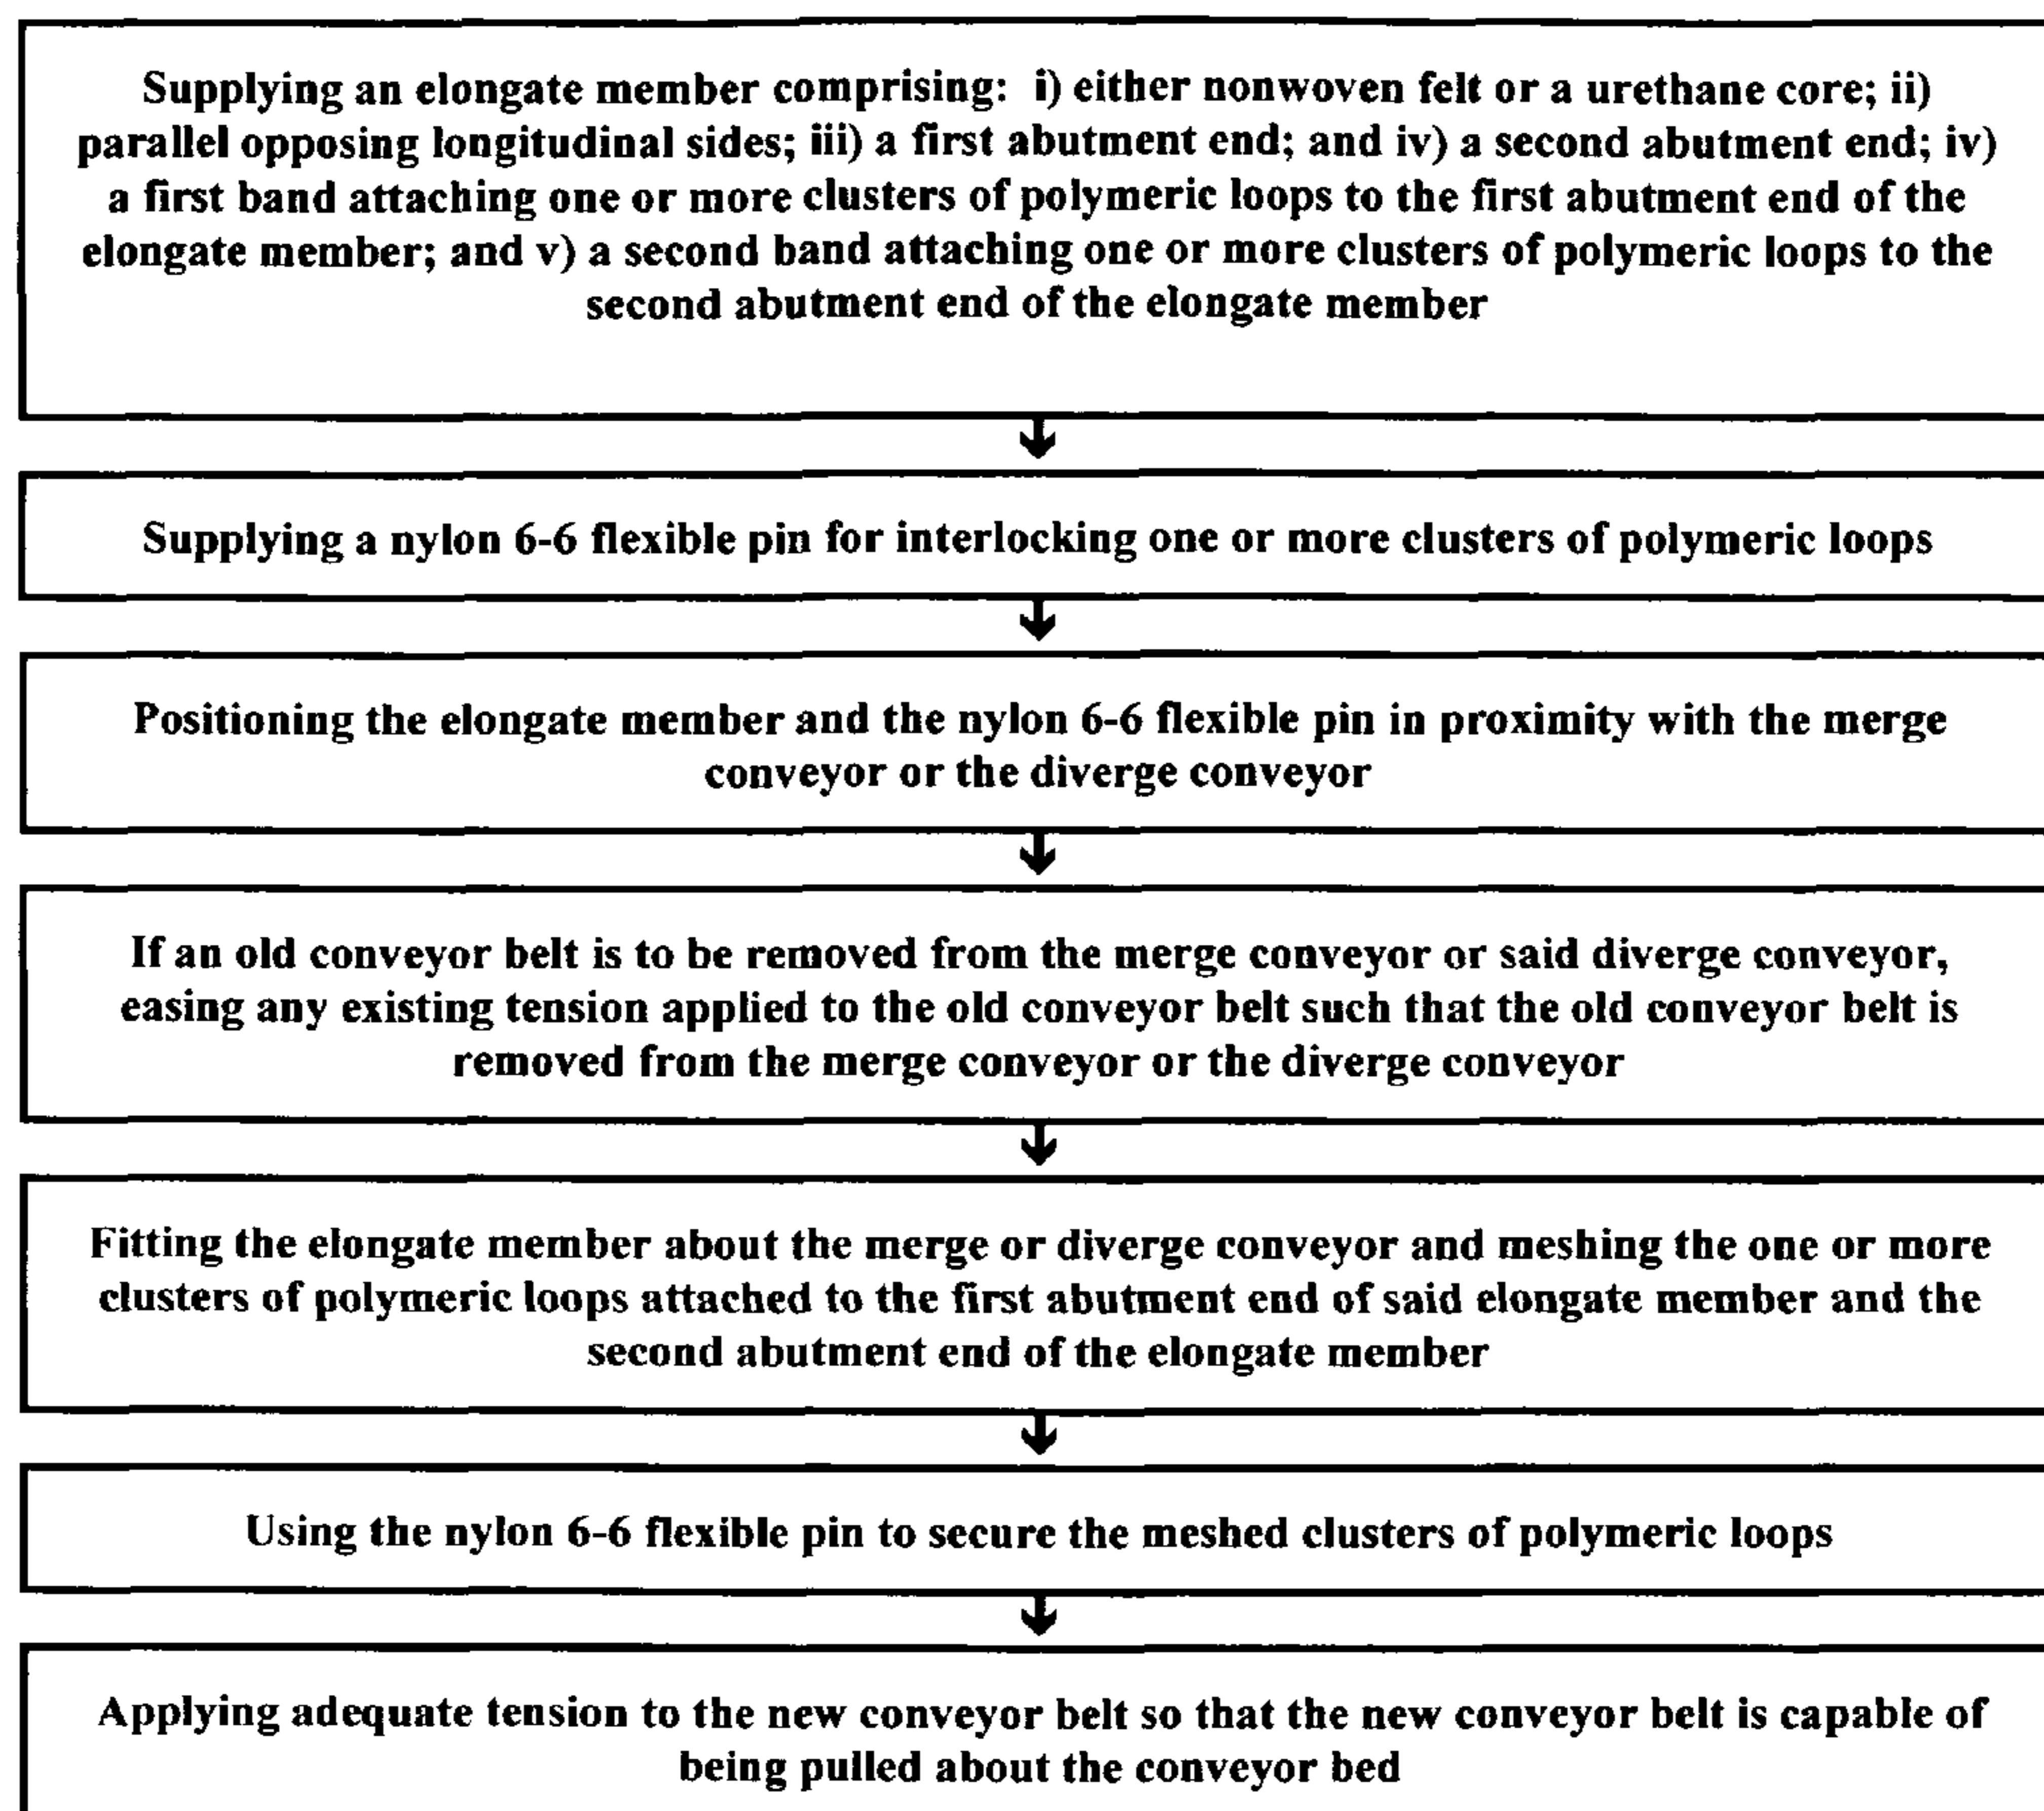 Supplying an elongate member comprising: i) either nonwoven felt or a urethane core; ii)
parallel opposing longitudinal sides; iii) a first abutment end; and iv) a second abutment end; iv)
a first band attaching one or more clusters of polymeric loops to the first abutment end of the
elongate member; and v) a second band attaching one or more clusters of polymeric loops to the
second abutment end of the elongate member
Supplying a nylon 6-6 flexible pin for interlocking one or more clusters of polymeric loops
Positioning the elongate member and the nylon 6-6 flexible pin in proximity with the merge
conveyor or the diverge conveyor
If an old conveyor belt is to be removed from the merge conveyor or said diverge conveyor,
easing any existing tension applied to the old conveyor belt such that the old conveyor belt is
removed from the merge conveyor or the diverge conveyor
Fitting the elongate member about the merge or diverge conveyor and meshing the one or more
clusters of polymeric loops attached to the first abutment end of said elongate member and the
second abutment end of the elongate member
Using the nylon 6-6 flexible pin to secure the meshed clusters of polymeric loops
Applying adequate tension to the new conveyor belt so that the new conveyor belt is capable of
being pulled about the conveyor bed